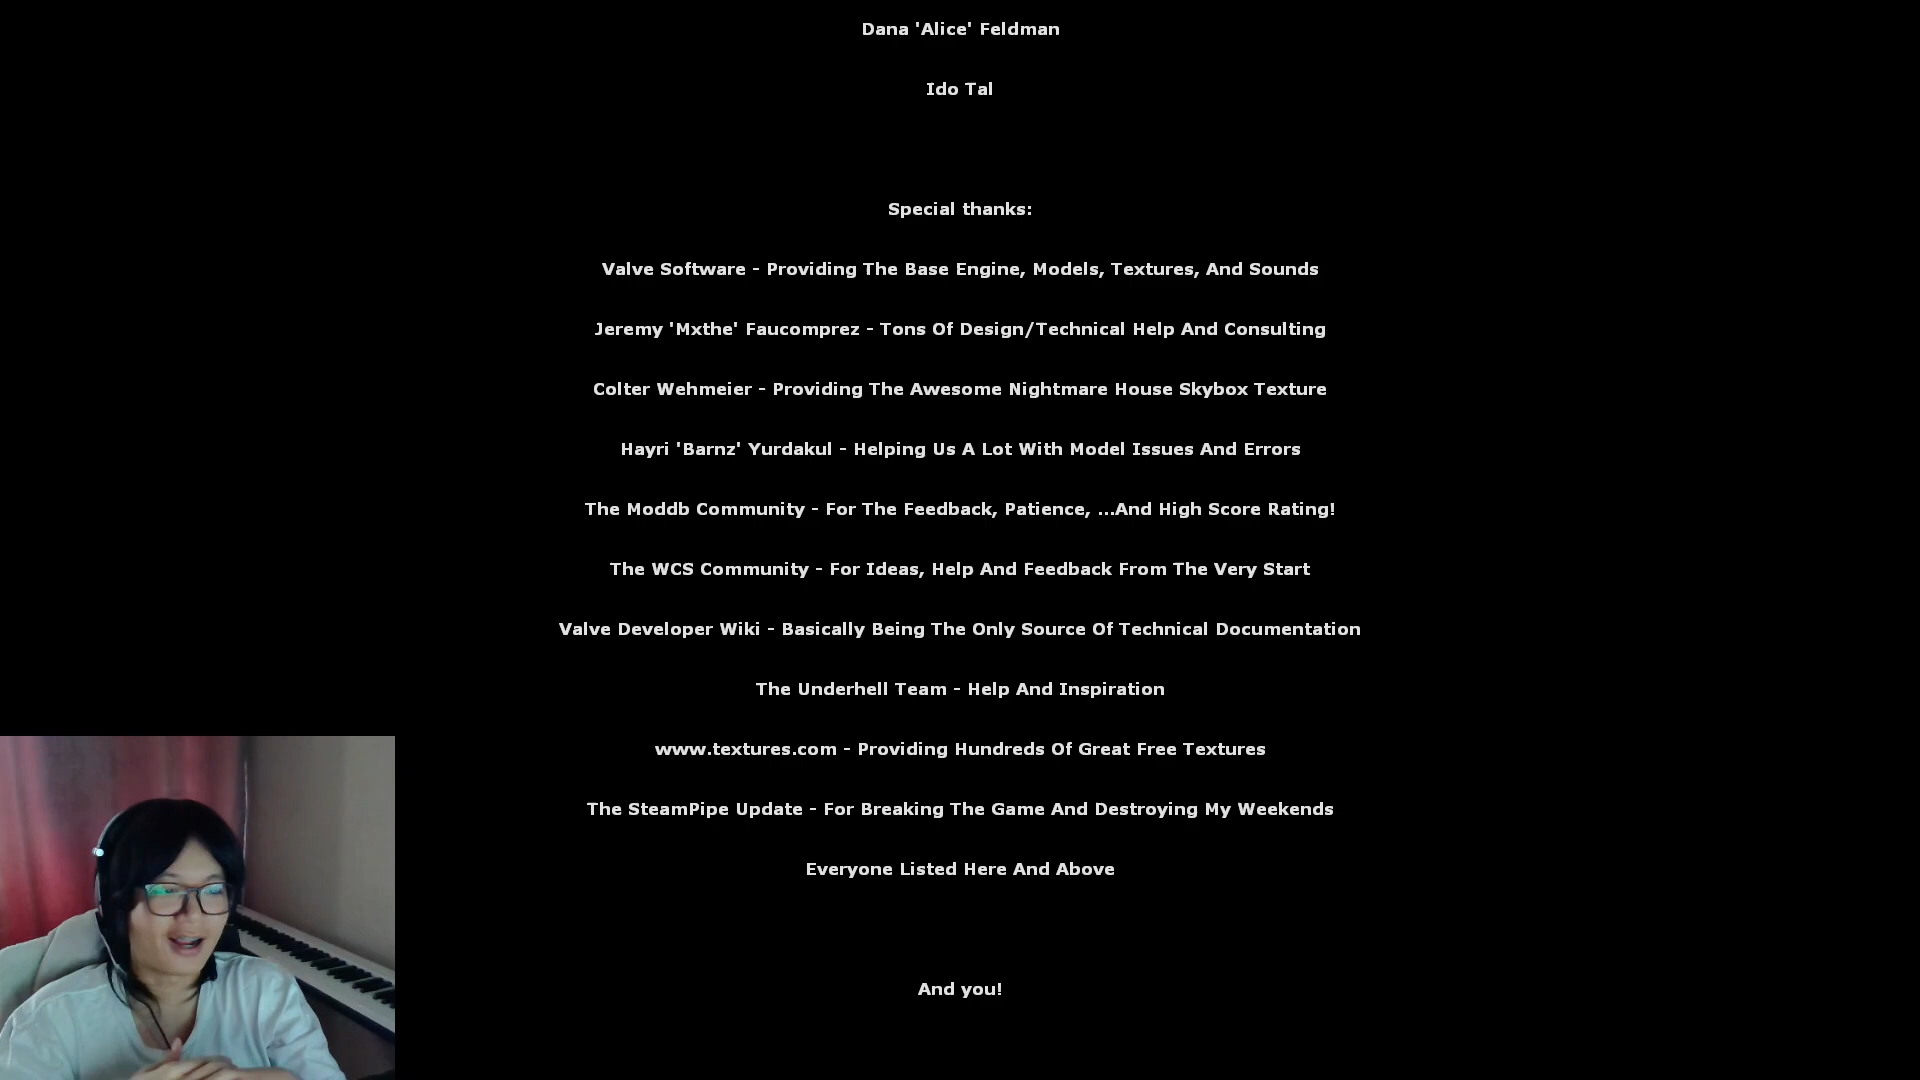 Dana 'Alice' Feldman
Ido Tal
Special thanks:
Valve Software - Providing The Base Engine, Models, Textures, And Sounds
Jeremy 'Mxthe' Faucomprez - Tons Of Design/Technical Help And Consulting
Colter Wehmeier - Providing The Awesome Nightmare House Skybox Texture
Hayri 'Barnz' Yurdakul - Helping Us A Lot With Model Issues And Errors
The Moddb Community - For The Feedback, Patience, ...And High Score Rating!
The WCS Community - For Ideas, Help And Feedback From The Very Start
Valve Developer Wiki - Basically Being The Only Source Of Technical Documentation
The Underhell Team - Help And Inspiration
www.textures.com - Providing Hundreds Of Great Free Textures
The SteamPipe Update - For Breaking The Game And Destroying My Weekends
Everyone Listed Here And Above
And you!